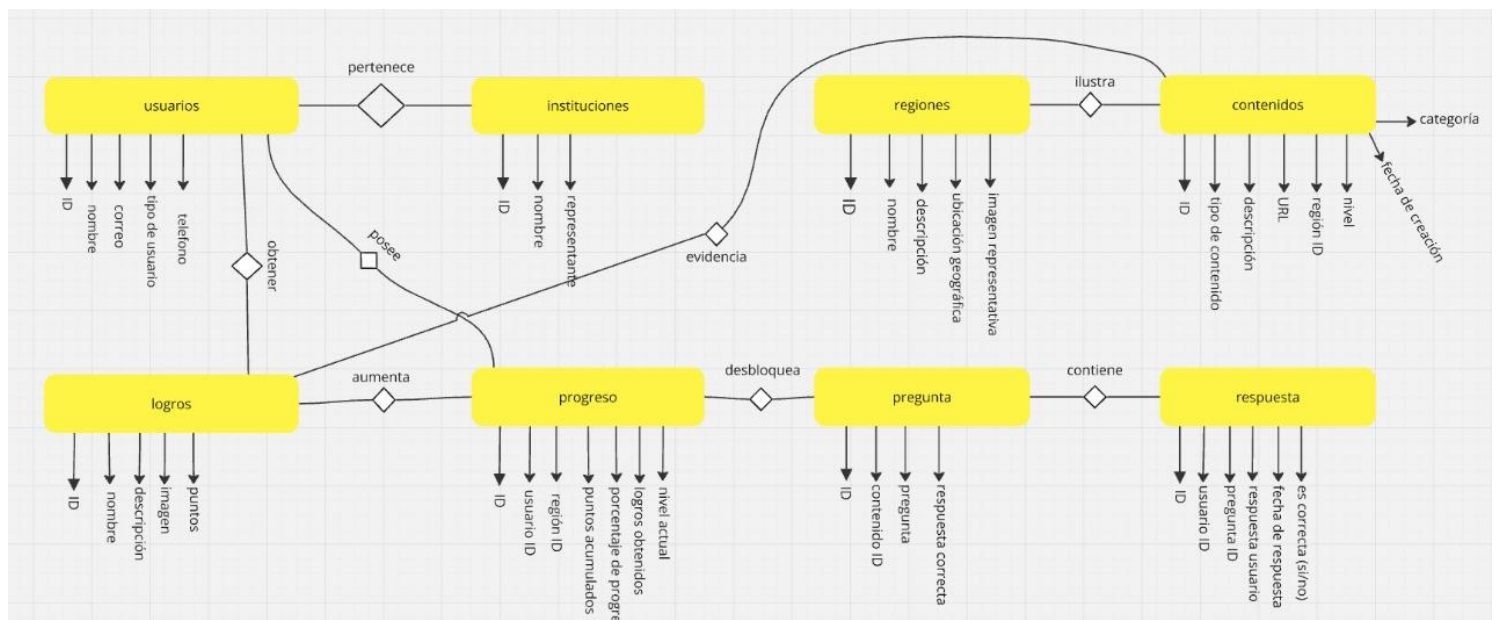 pertenece
usuarios
instituciones
regiones
ilustra
contenidos
categoría
fecha de creación
ID
nombre
correo
tipo de usuario
telefono
ID
nombre
representante
ID
nombre
descripción
ubicación geográfica
imagen representativa
ID
tipo de contenido
descripción
URL
región ID
nivel
obtener
posee
evidencia
logros
aumenta
progreso
desbloquea
pregunta
contiene
respuesta
ID
nombre
descripción
imagen
puntos
ID
usuario ID
región ID
puntos acumulados
porcentaje de progre
logros obtenidos
nivel actual
ID
contenido ID
pregunta
respuesta correcta
ID
usuario ID
pregunta ID
respuesta usuario
fecha de respuesta
es correcta (si/no)